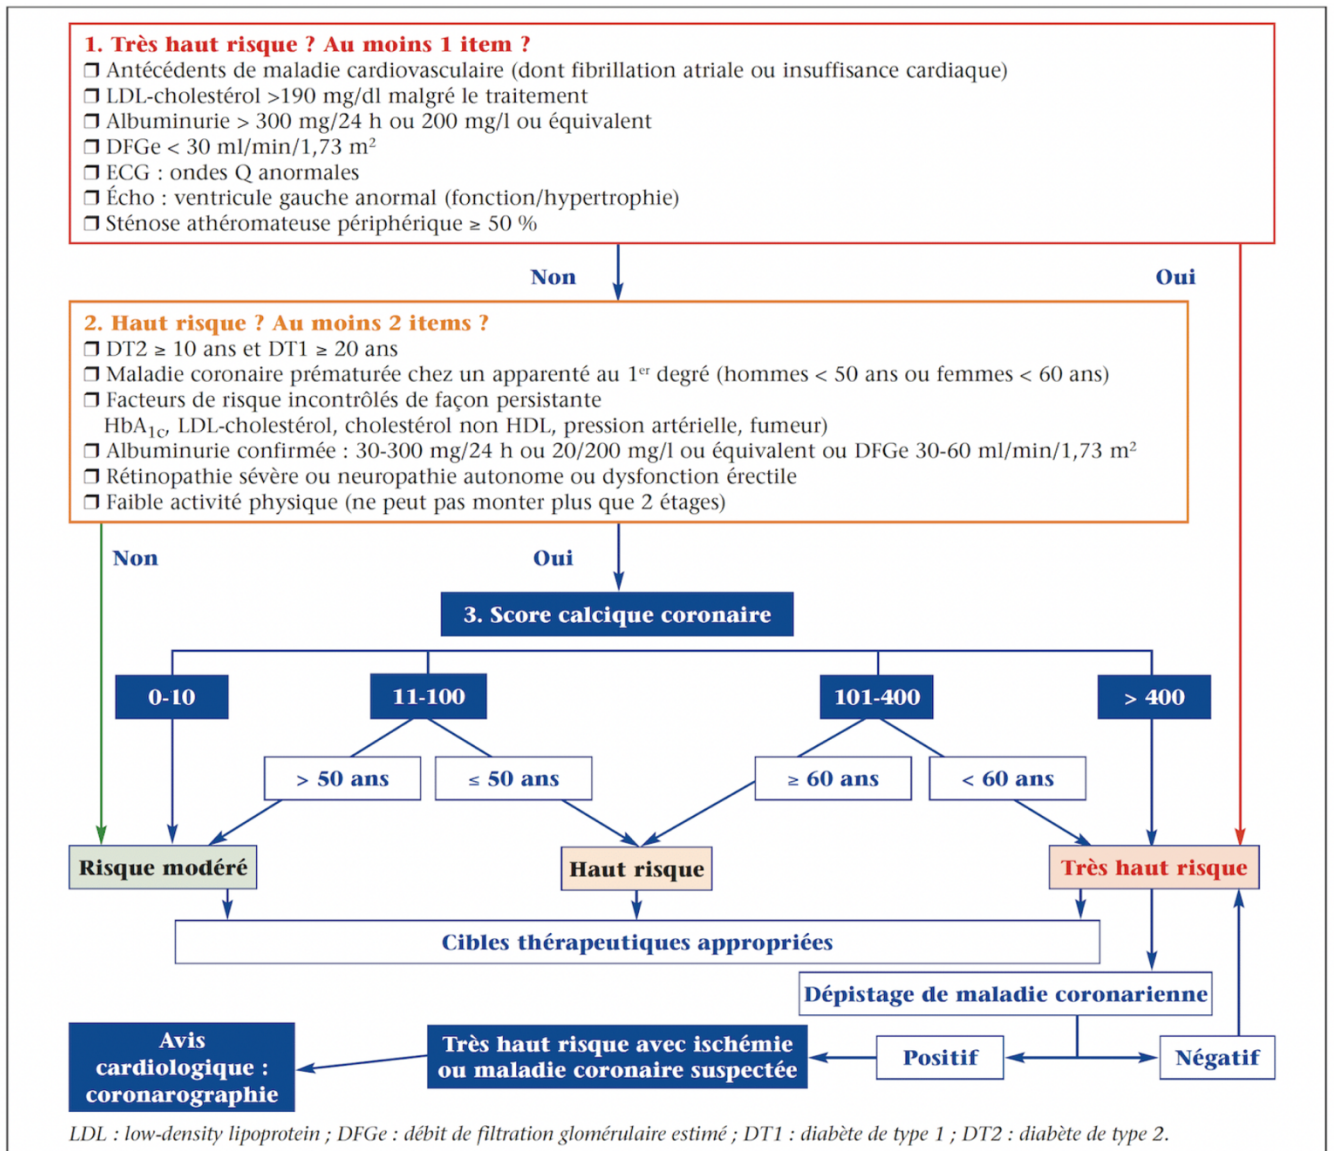 1. Très haut risque ? Au moins 1 item ?
❒ Antécédents de maladie cardiovasculaire (dont fibrillation atriale ou insuffisance cardiaque)
❒ LDL-cholestérol >190 mg/dl malgré le traitement
❒ Albuminurie > 300 mg/24 h ou 200 mg/l ou équivalent
❒ DFGe < 30 ml/min/1,73 m²
❒ ECG : ondes Q anormales
❒ Écho : ventricule gauche anormal (fonction/hypertrophie)
❒ Sténose athéromateuse périphérique ≥ 50 %
Non
Oui
2. Haut risque ? Au moins 2 items ?
❒ DT2 ≥ 10 ans et DT1 ≥ 20 ans
❒ Maladie coronaire prématurée chez un apparenté au 1er degré (hommes < 50 ans ou femmes < 60 ans)
❒ Facteurs de risque incontrôlés de façon persistante
HbA1c, LDL-cholestérol, cholestérol non HDL, pression artérielle, fumeur)
❒ Albuminurie confirmée : 30-300 mg/24 h ou 20/200 mg/l ou équivalent ou DFGe 30-60 ml/min/1,73 m²
❒ Rétinopathie sévère ou neuropathie autonome ou dysfonction érectile
❒ Faible activité physique (ne peut pas monter plus que 2 étages)
Non
Oui
3. Score calcique coronaire
0-10
11-100
101-400
> 400
> 50 ans
≤ 50 ans
≥ 60 ans
< 60 ans
Risque modéré
Haut risque
Très haut risque
Cibles thérapeutiques appropriées
Dépistage de maladie coronarienne
Avis
cardiologique :
coronarographie
Très haut risque avec ischémie
ou maladie coronaire suspectée
Positif
Négatif
LDL : low-density lipoprotein ; DFGe : débit de filtration glomérulaire estimé ; DT1 : diabète de type 1 ; DT2 : diabète de type 2.